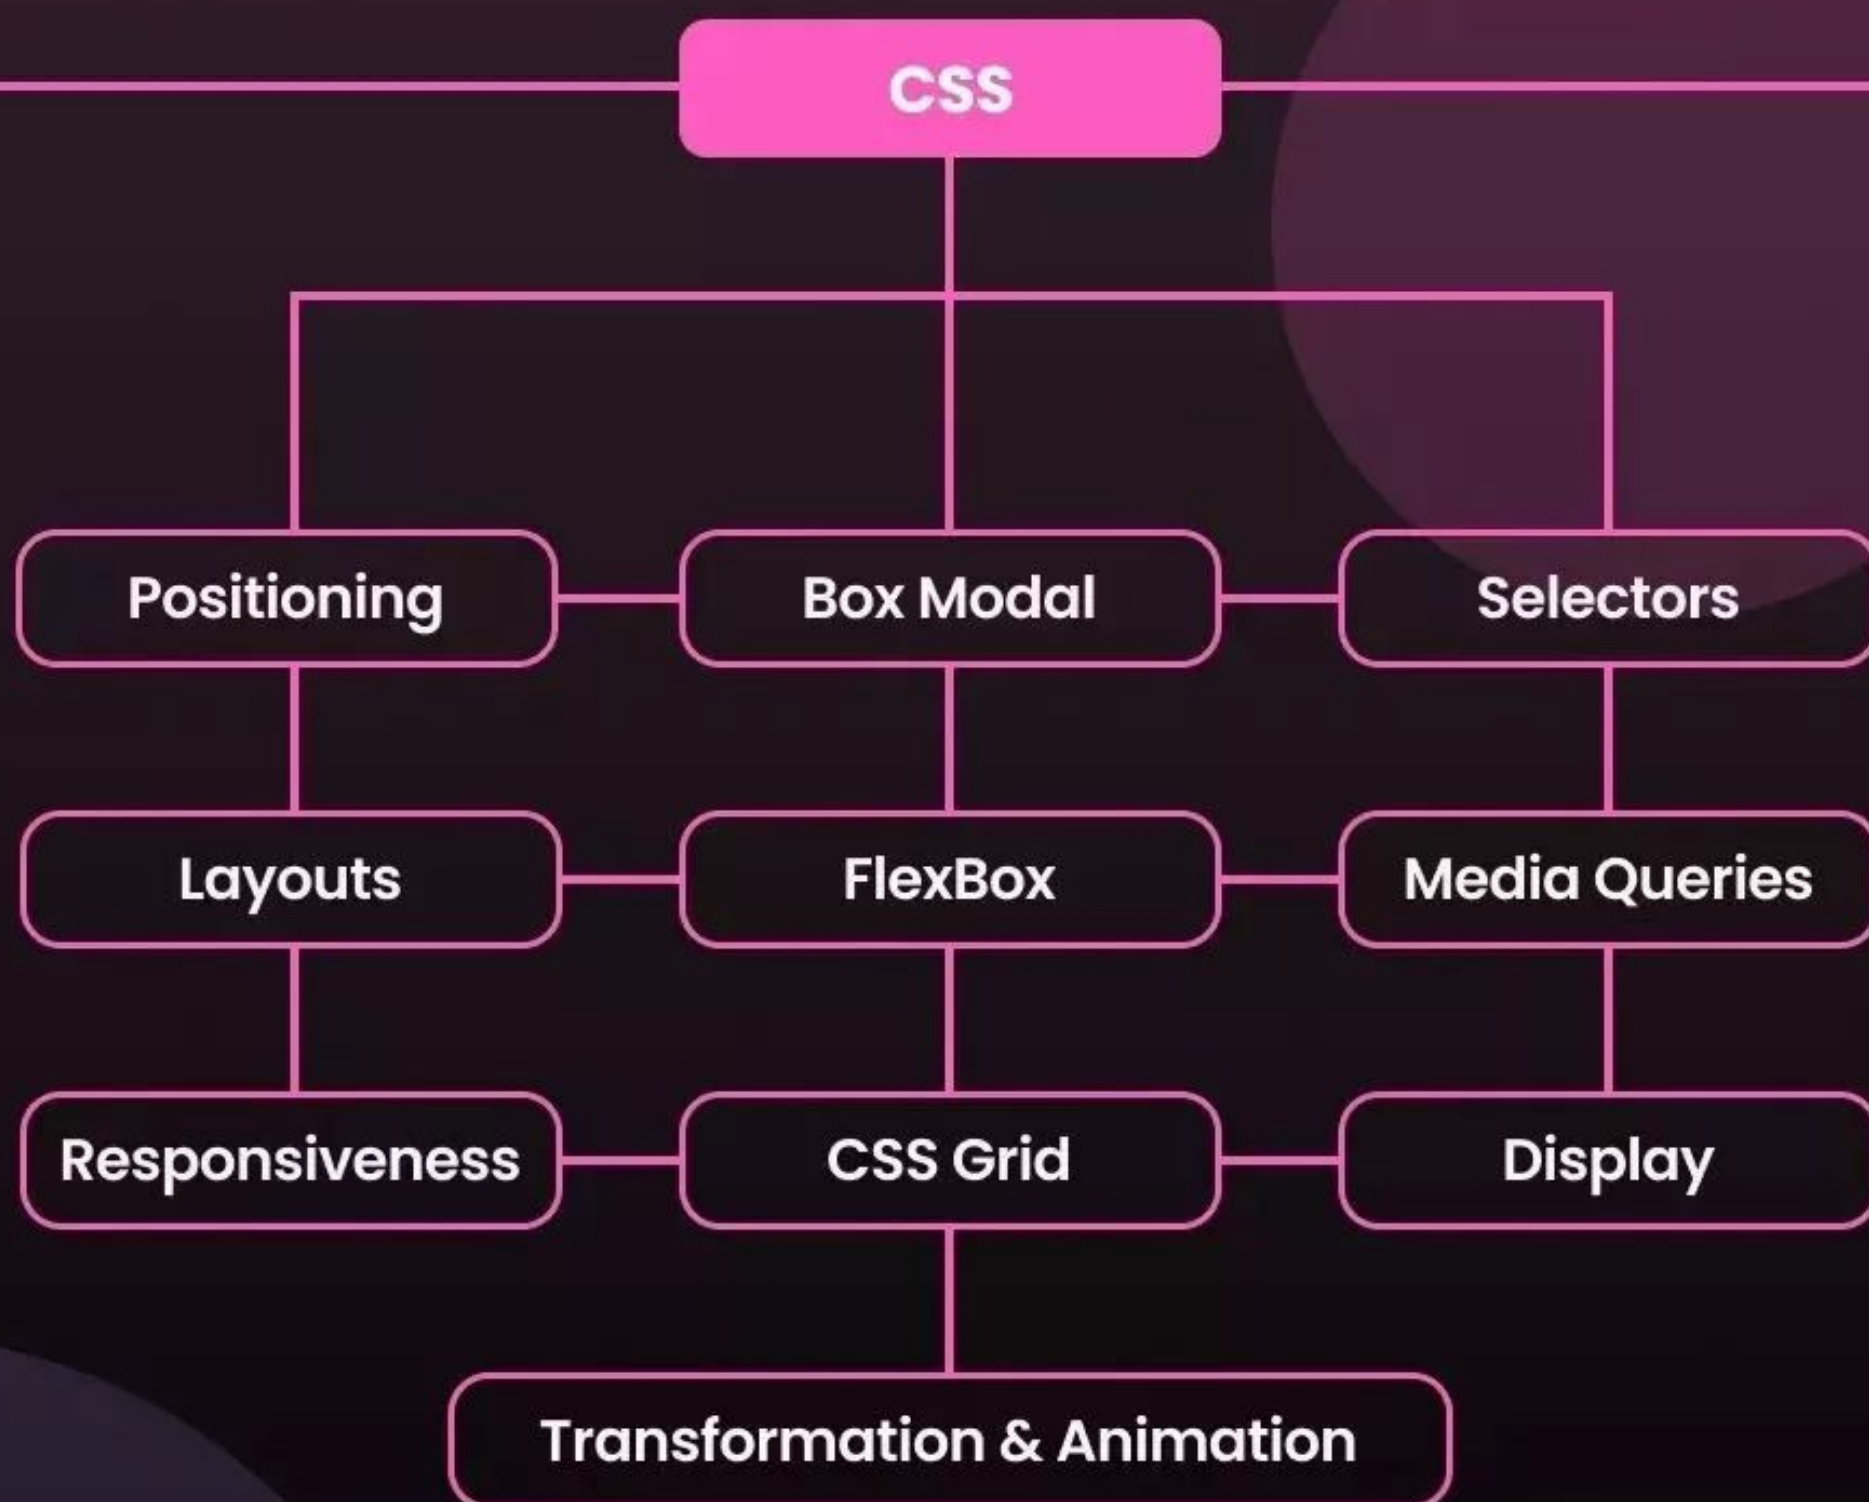 CSS
Positioning
Box Modal
Selectors
Layouts
FlexBox
Media Queries
Responsiveness
CSS Grid
Display
Transformation & Animation